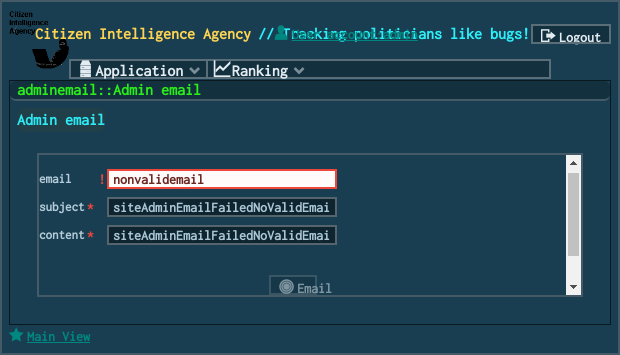 Citizen
Intelligence
Agency
Citizen Intelligence Agency // Tracking politicians like bugs!
Logout
Application
Ranking
adminemail::Admin email
Admin email
email ! nonvalidemail
subject * siteAdminEmailFailedNoValidEmai
content * siteAdminEmailFailedNoValidEmai
Email
Main View